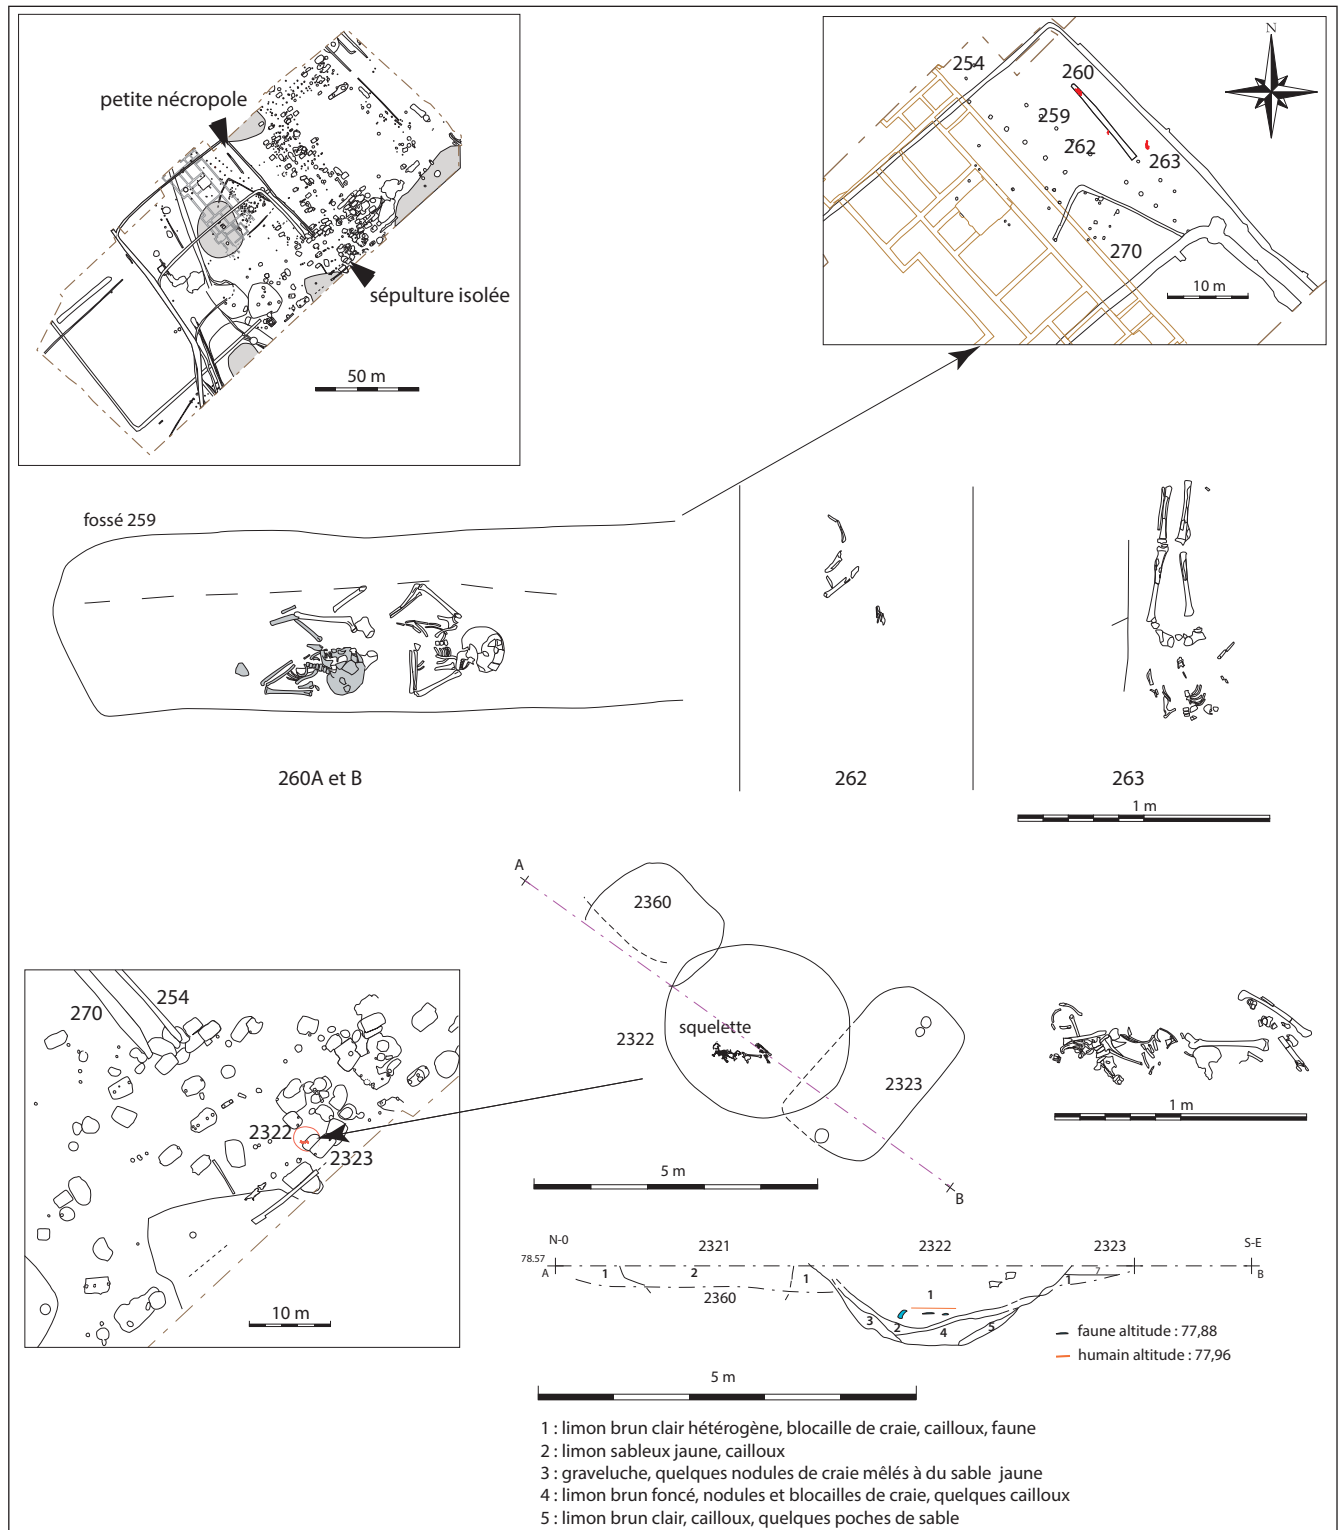 petite nécropole
sépulture isolée
50 m
254
260
N
259
262
263
270
10 m
fossé 259
260A et B
262
263
1 m
A
2360
2322
squelette
2323
B
5 m
1 m
270
254
2322
2323
10 m
N-0
2321
2322
2323
S-E
78.57
A
1
2
1
1
1
7
B
2360
3
2
4
5
faune altitude : 77,88
humain altitude : 77,96
5 m
1 : limon brun clair hétérogène, blocaille de craie, cailloux, faune
2 : limon sableux jaune, cailloux
3 : graveluche, quelques nodules de craie mêlés à du sable jaune
4 : limon brun foncé, nodules et blocailles de craie, quelques cailloux
5 : limon brun clair, cailloux, quelques poches de sable